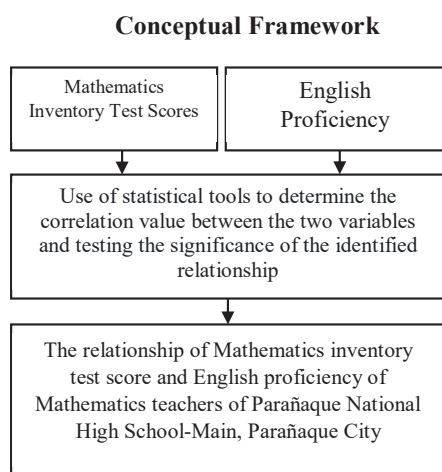 Conceptual Framework
Mathematics
Inventory Test Scores
English
Proficiency
Use of statistical tools to determine the
correlation value between the two variables
and testing the significance of the identified
relationship
The relationship of Mathematics inventory
test score and English proficiency of
Mathematics teachers of Parañaque National
High School-Main, Parañaque City